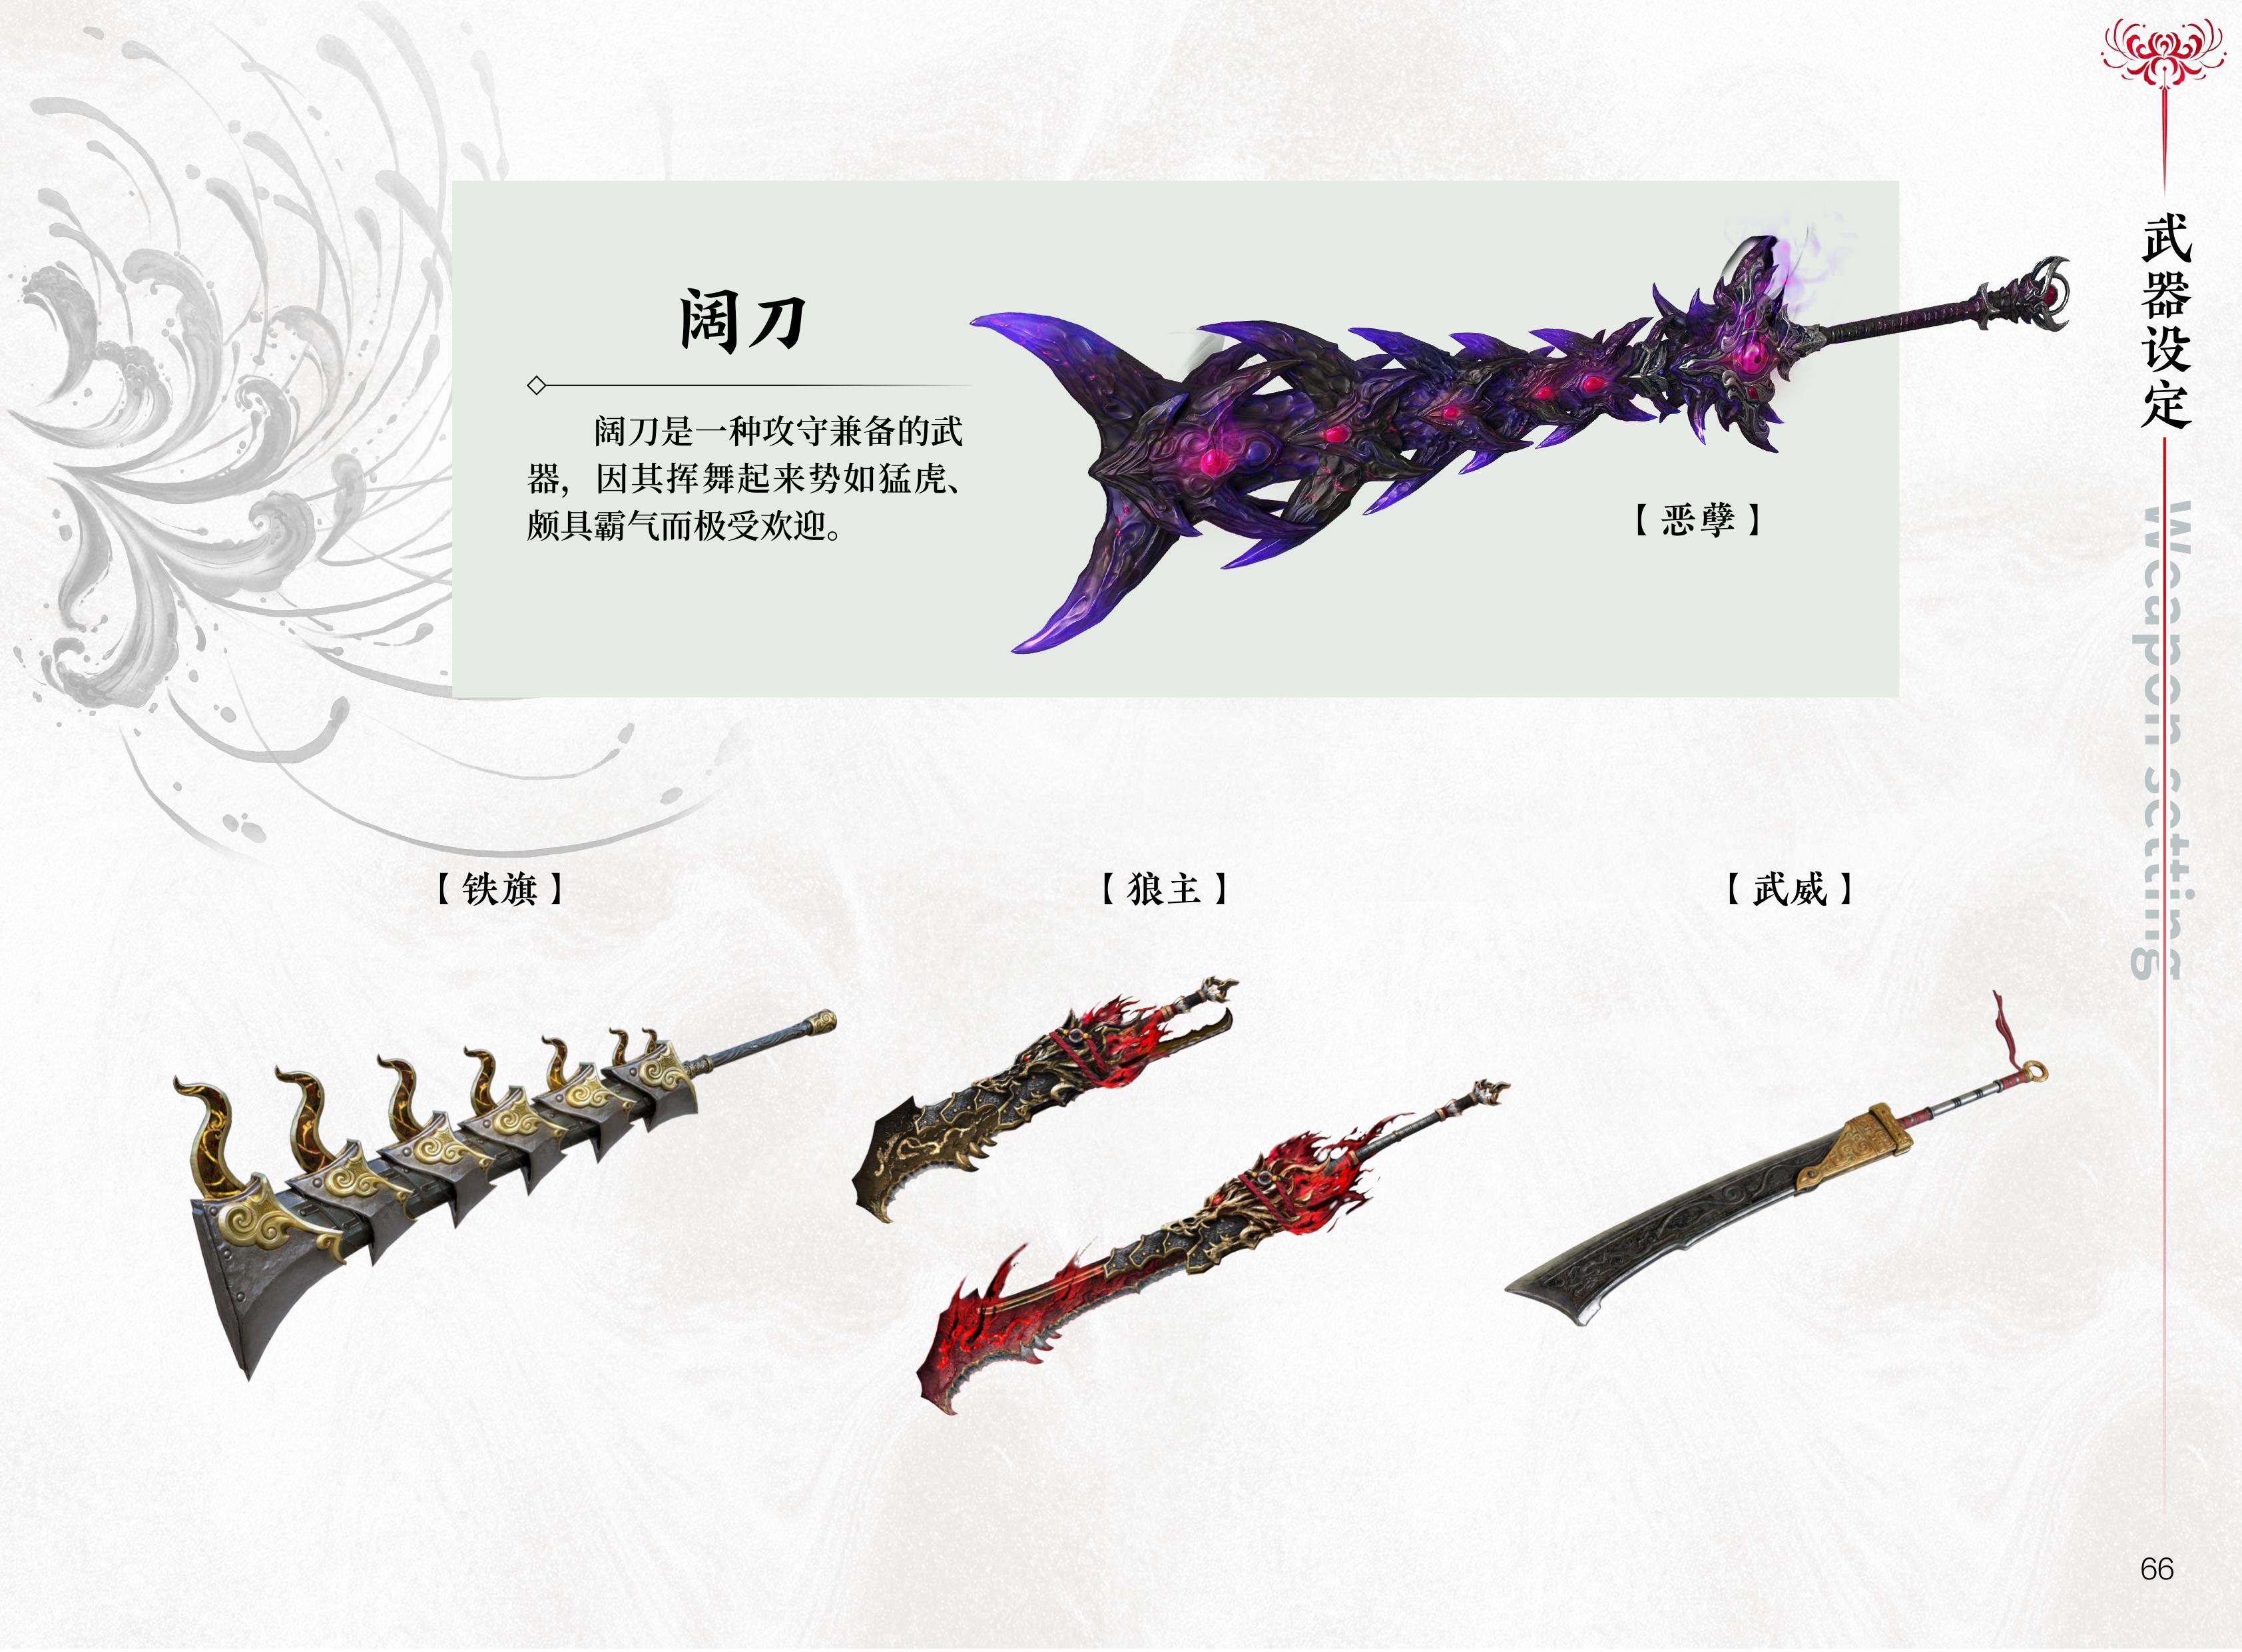 武器设定
Weapon setting
阔刀
阔刀是一种攻守兼备的武
器，因其挥舞起来势如猛虎、
颇具霸气而极受欢迎。
【恶孽】
【铁旗】
【狼主】
【武威】
66